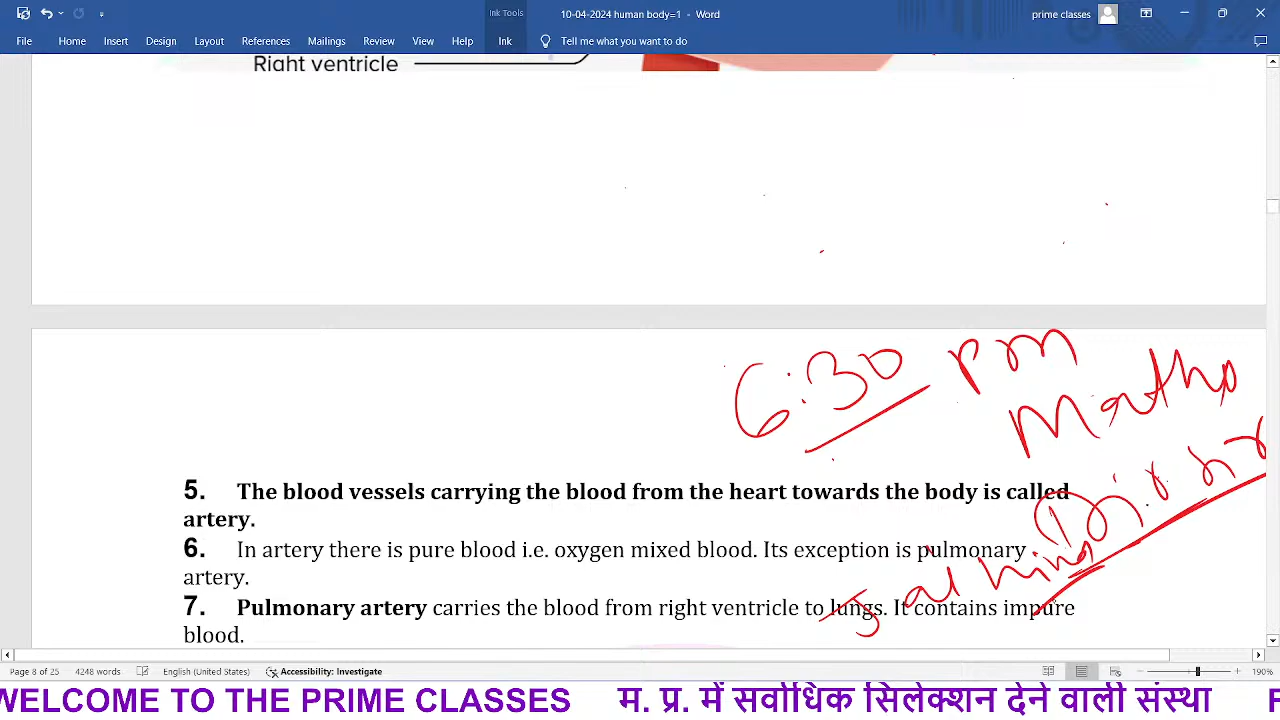 Ink Tools
10-04-2024 human body=1 - Word
prime classes
File Home Insert Design Layout References Mailings Review View Help Ink Tell me what you want to do
Right ventricle
6:30 pm
Maths
5. The blood vessels carrying the blood from the heart towards the body is called
artery.
6. In artery there is pure blood i.e. oxygen mixed blood. Its exception is pulmonary
artery.
Jai hind
7. Pulmonary artery carries the blood from right ventricle to lungs. It contains impure
blood.
Page 8 of 25 4248 words English (United States) Accessibility: Investigate 190%
WELCOME TO THE PRIME CLASSES म. प्र. में सर्वाधिक सिलेक्शन देने वाली संस्था